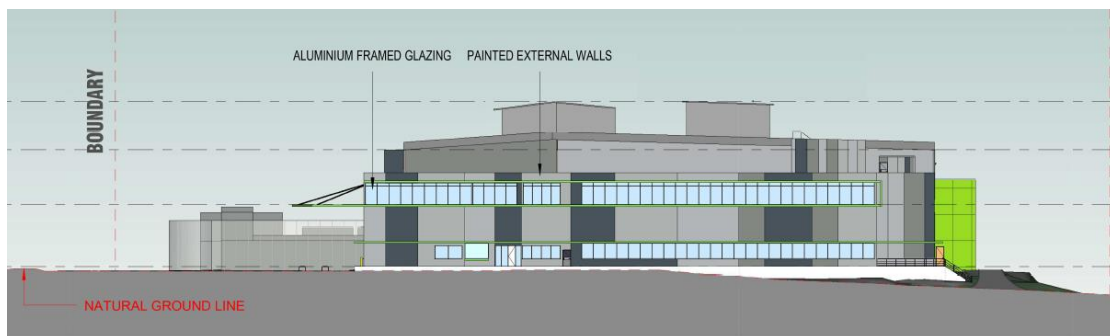 ALUMINIUM FRAMED GLAZING
PAINTED EXTERNAL WALLS
BOUNDARY
NATURAL GROUND LINE